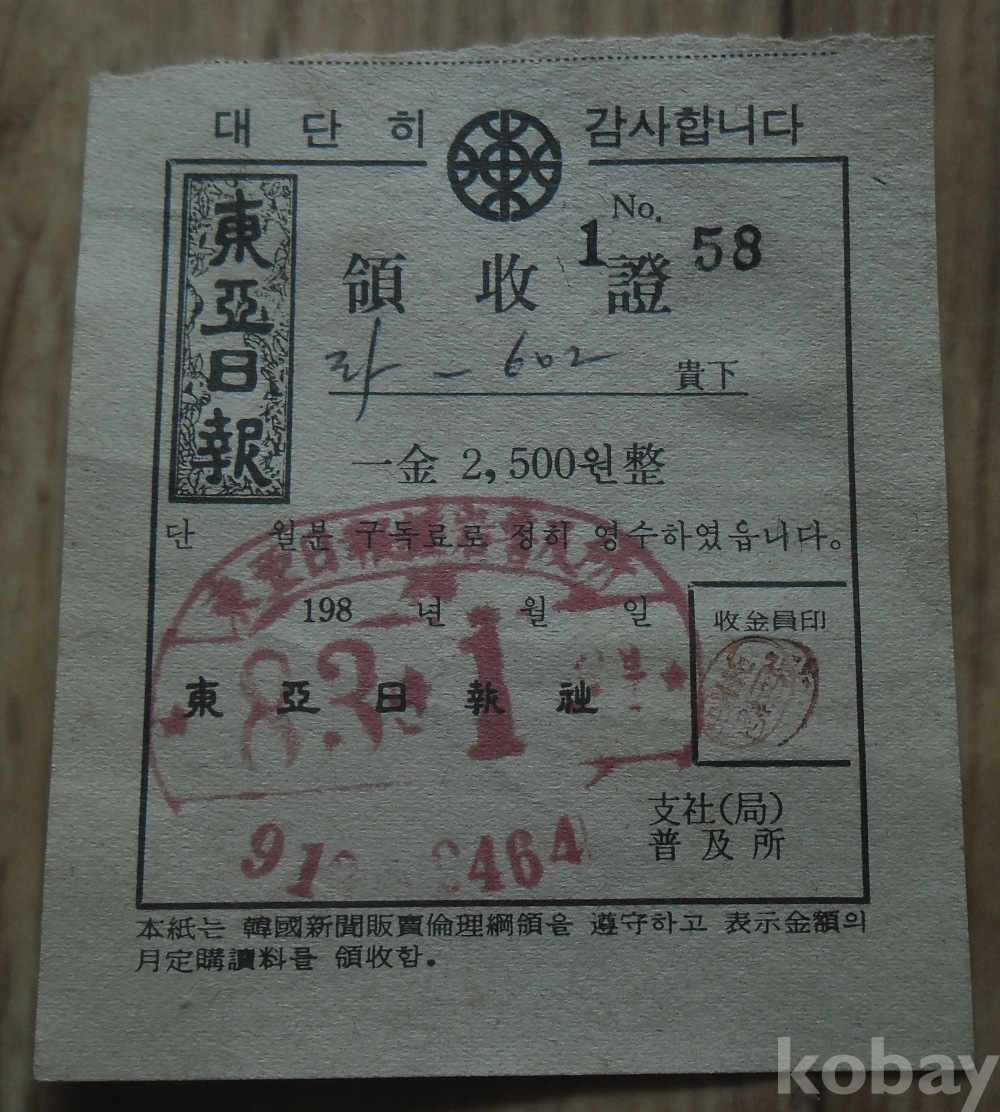 대단히 감사합니다
東亞日報
No.
1 58
領收證
라-602 貴下
一金 2,500원整
단 월분 구독료로 정히 영수하였읍니다。
198 년 월 일
收金員印
東亞日報社
83.1
支社(局)
普及所
2464
本紙는 韓國新聞販賣倫理綱領을 遵守하고 表示金額의
月定購讀料를 領收함.
kobay